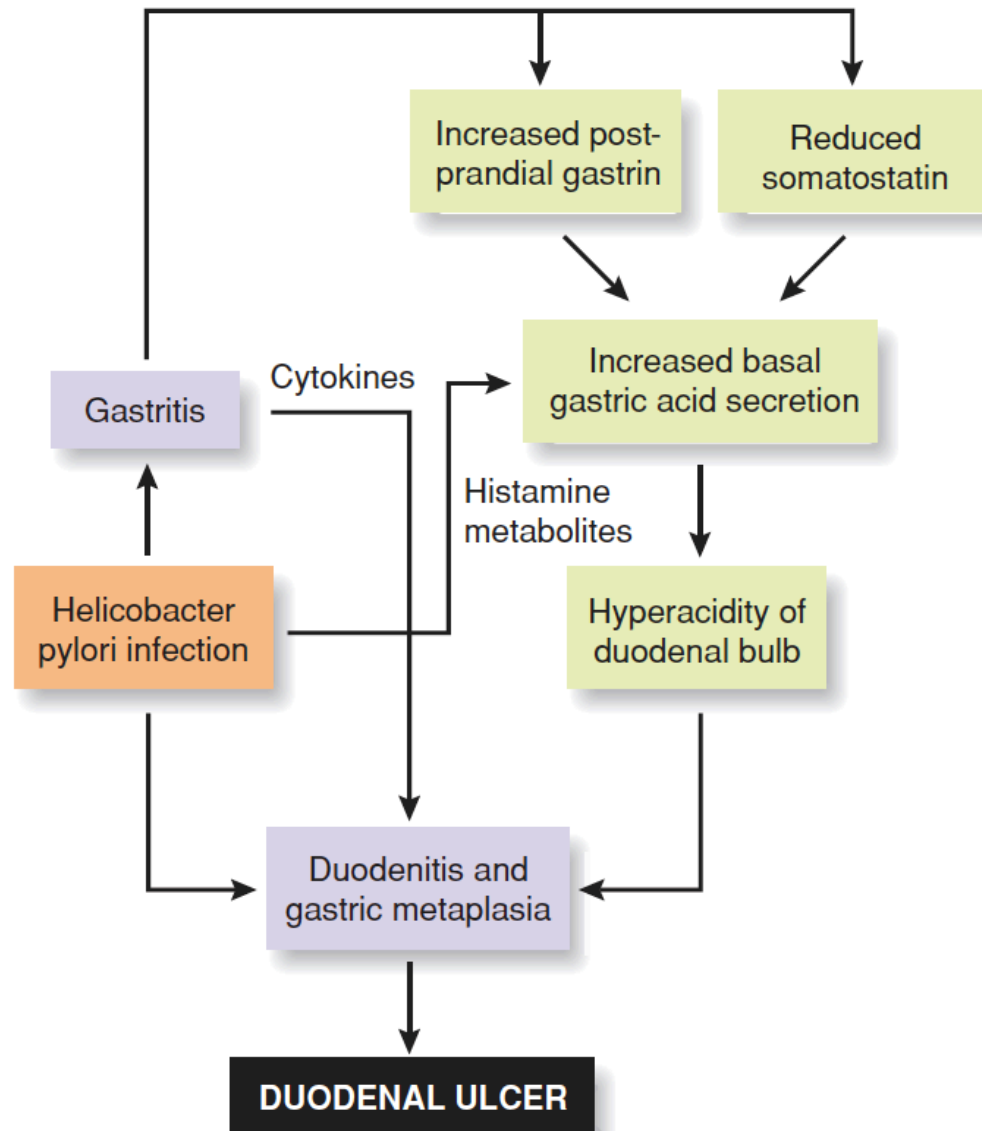 Increased post-
prandial gastrin
Reduced
somatostatin
Increased basal
gastric acid secretion
Cytokines
Gastritis
Histamine
metabolites
Helicobacter
pylori infection
Hyperacidity of
duodenal bulb
Duodenitis and
gastric metaplasia
DUODENAL ULCER